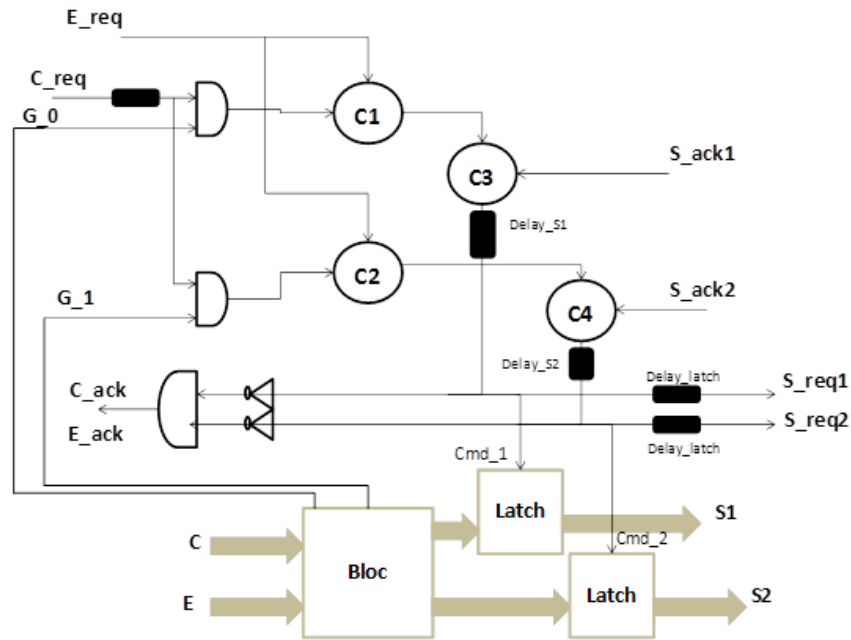 E_req
C_req
G_0
C1
S_ack1
C3
Delay_S1
C2
G_1
S_ack2
C4
Delay_S2
Delay_latch
S_req1
C_ack
E_ack
S_req2
Delay_latch
Cmd_1
Latch
S1
Cmd_2
C
Bloc
E
Latch
S2